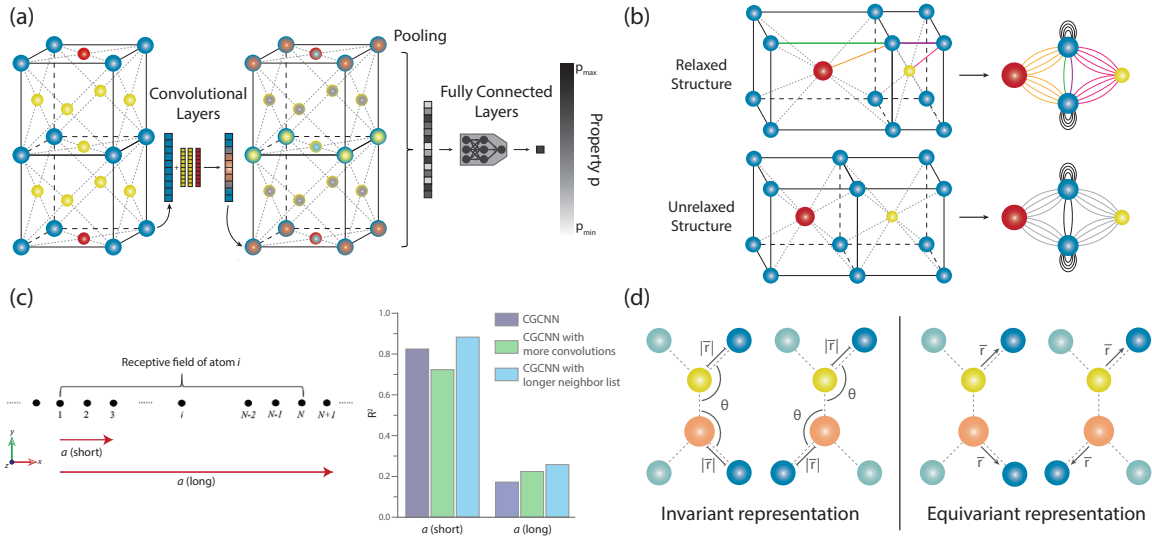 (a)
Pooling
Convolutional
Layers
+
Fully Connected
Layers
pmax
Property p
pmin
(b)
Relaxed
Structure
Unrelaxed
Structure
(c)
Receptive field of atom i
1 2 3 i N-2 N-1 N N+1
y
z x
a (short)
a (long)
1.0
0.8
0.6
0.4
0.2
0.0
R²
CGCNN
CGCNN with
more convolutions
CGCNN with
longer neighbor list
a (short) a (long)
(d)
|r̅| |r̅| r̅ r̅
θ θ
θ
|r̅| |r̅| r̅ r̅
Invariant representation Equivariant representation